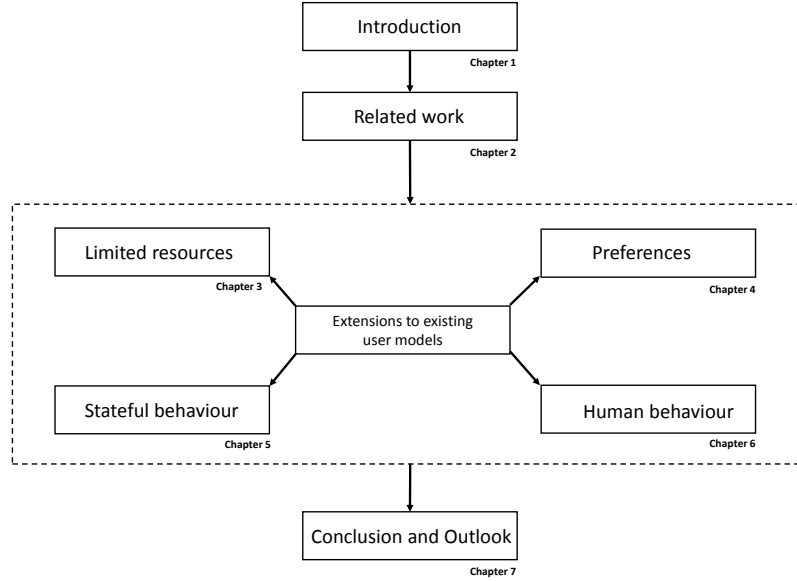 Introduction
Chapter 1
Related work
Chapter 2
Limited resources
Chapter 3
Preferences
Chapter 4
Extensions to existing
user models
Stateful behaviour
Chapter 5
Human behaviour
Chapter 6
Conclusion and Outlook
Chapter 7